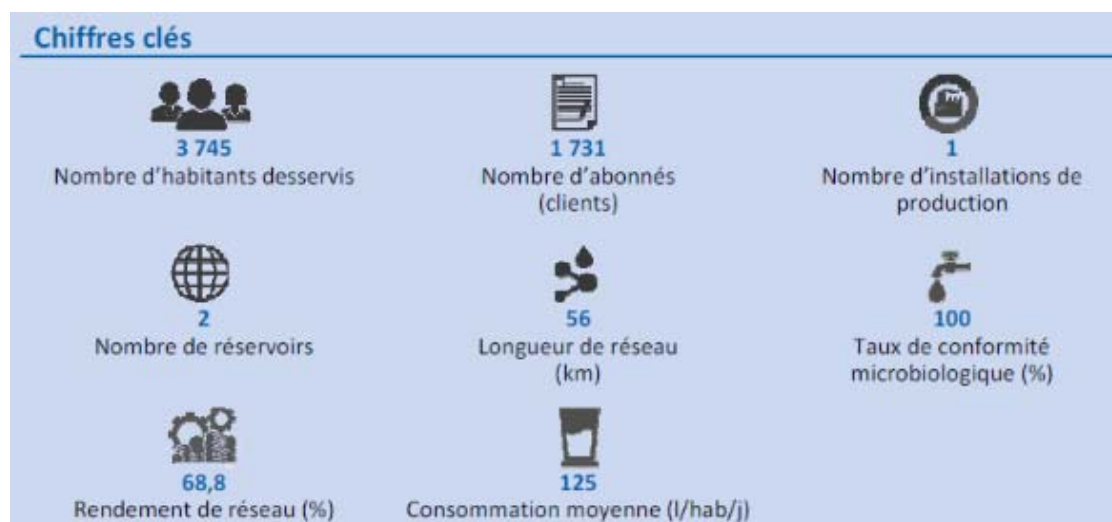 Chiffres clés
3 745
Nombre d'habitants desservis
1 731
Nombre d'abonnés
(clients)
1
Nombre d'installations de
production
2
Nombre de réservoirs
56
Longueur de réseau
(km)
100
Taux de conformité
microbiologique (%)
68,8
Rendement de réseau (%)
125
Consommation moyenne (l/hab/j)